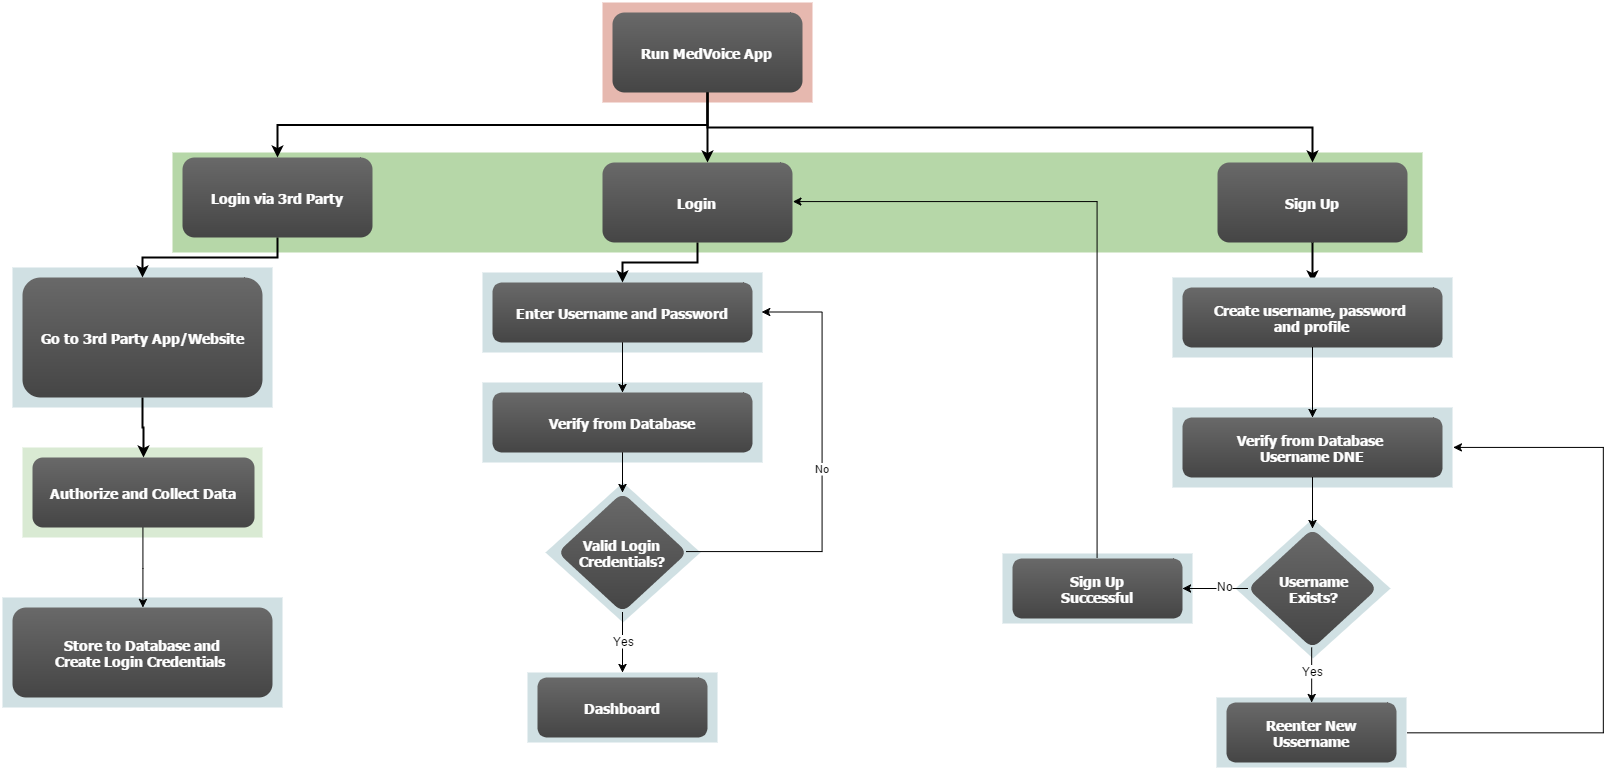 Run MedVoice App
Login via 3rd Party
Login
Sign Up
Go to 3rd Party App/Website
Enter Username and Password
Create username, password
and profile
Verify from Database
Verify from Database
Username DNE
No
Authorize and Collect Data
Valid Login
Credentials?
Sign Up
Successful
No
Username
Exists?
Yes
Store to Database and
Create Login Credentials
Yes
Dashboard
Reenter New
Ussername